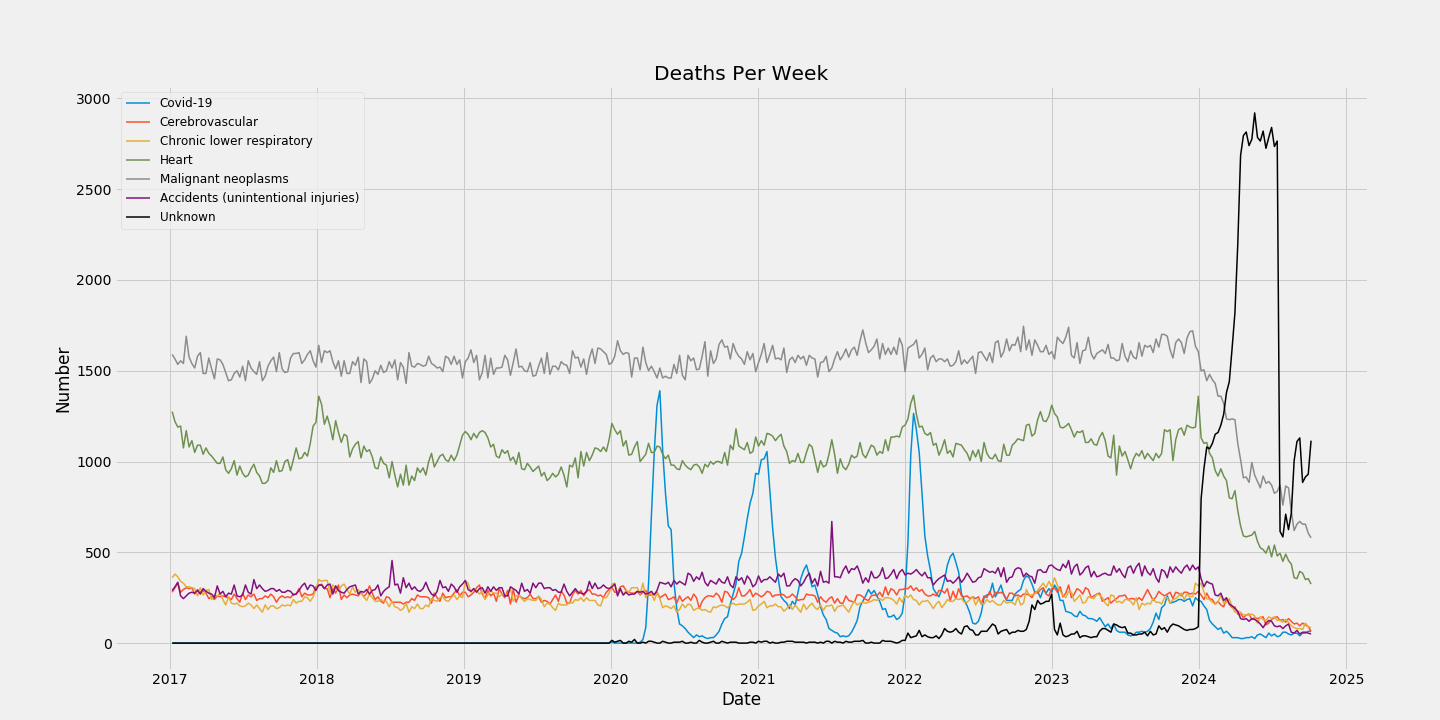 Deaths Per Week
Covid-19
Cerebrovascular
Chronic lower respiratory
Heart
Malignant neoplasms
Accidents (unintentional injuries)
Unknown
Number
3000
2500
2000
1500
1000
500
0
2017 2018 2019 2020 2021 2022 2023 2024 2025
Date